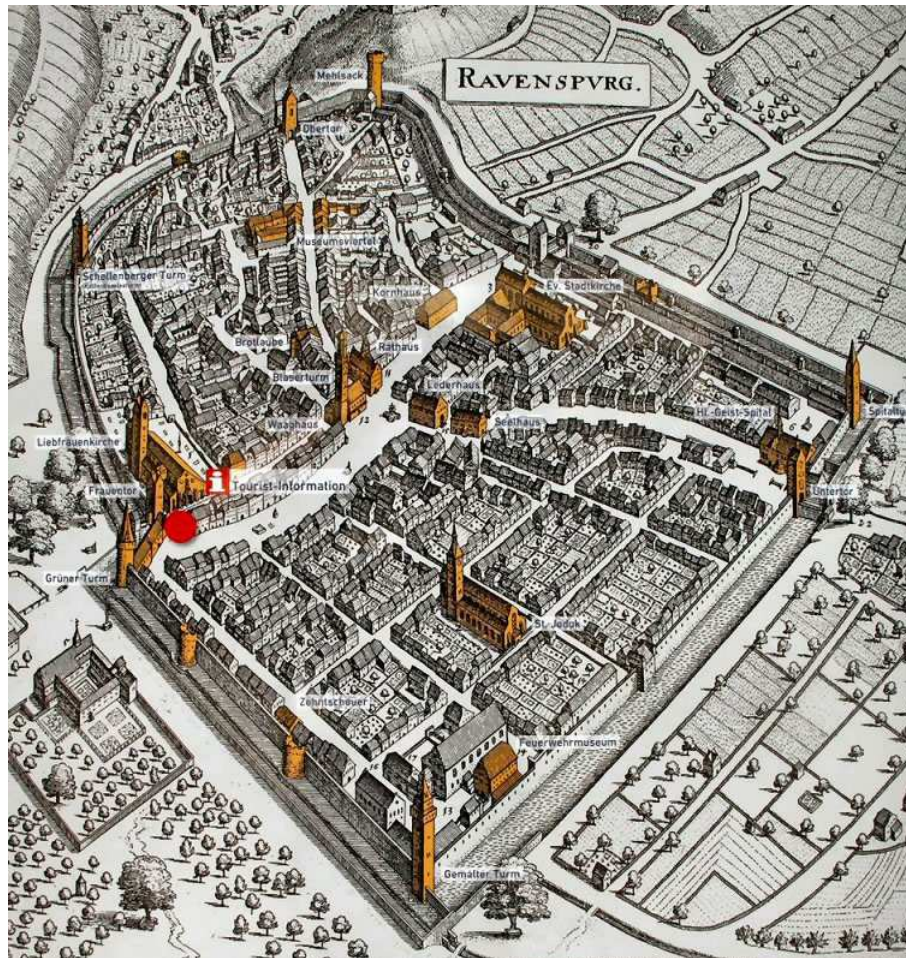 Mehlsack
RAVENSPVRG.
Obertor
Museumsviertel
Schellenberger Turm
Ev. Stadtkirche
Kornhaus
Brotlaube
Rathaus
Blaserturm
Lederhaus
Hl.-Geist-Spital
Spitaltu
Waaghaus
Seelhaus
Liebfrauenkirche
i Tourist-Information
Frauentor
Untertor
Grüner Turm
St. Jodok
Zehntscheuer
Feuerwehrmuseum
Gemalter Turm